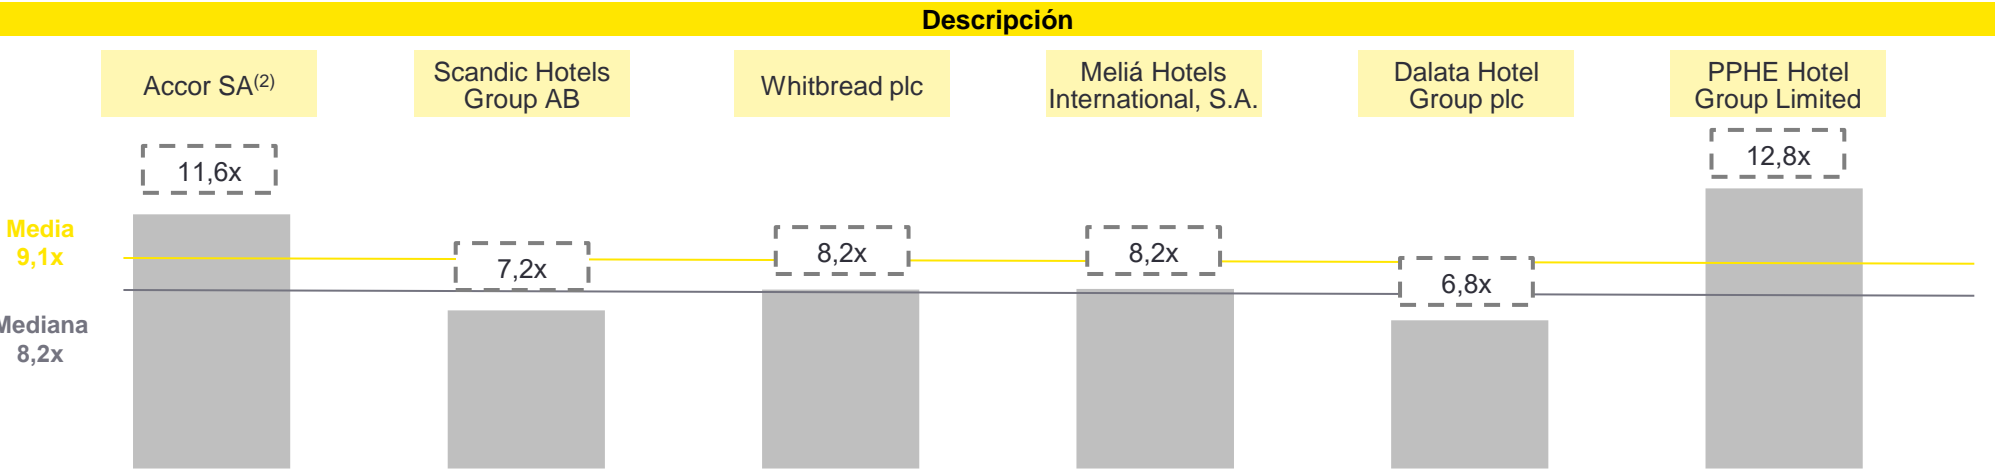 Descripción
Accor SA(2)
Scandic Hotels
Group AB
Whitbread plc
Meliá Hotels
International, S.A.
Dalata Hotel
Group plc
PPHE Hotel
Group Limited
11,6x
7,2x
8,2x
8,2x
6,8x
12,8x
Media
9,1x
Mediana
8,2x